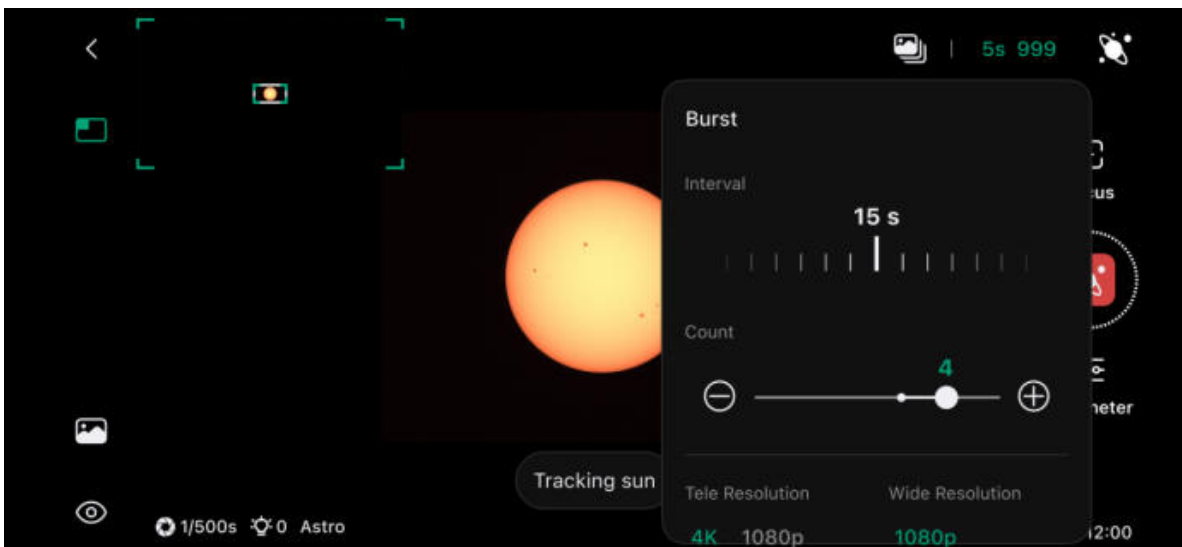 5s 999
Burst
Interval
15 s
Count
4
Tracking sun
Tele Resolution Wide Resolution
4K 1080p 1080p
1/500s 0 Astro